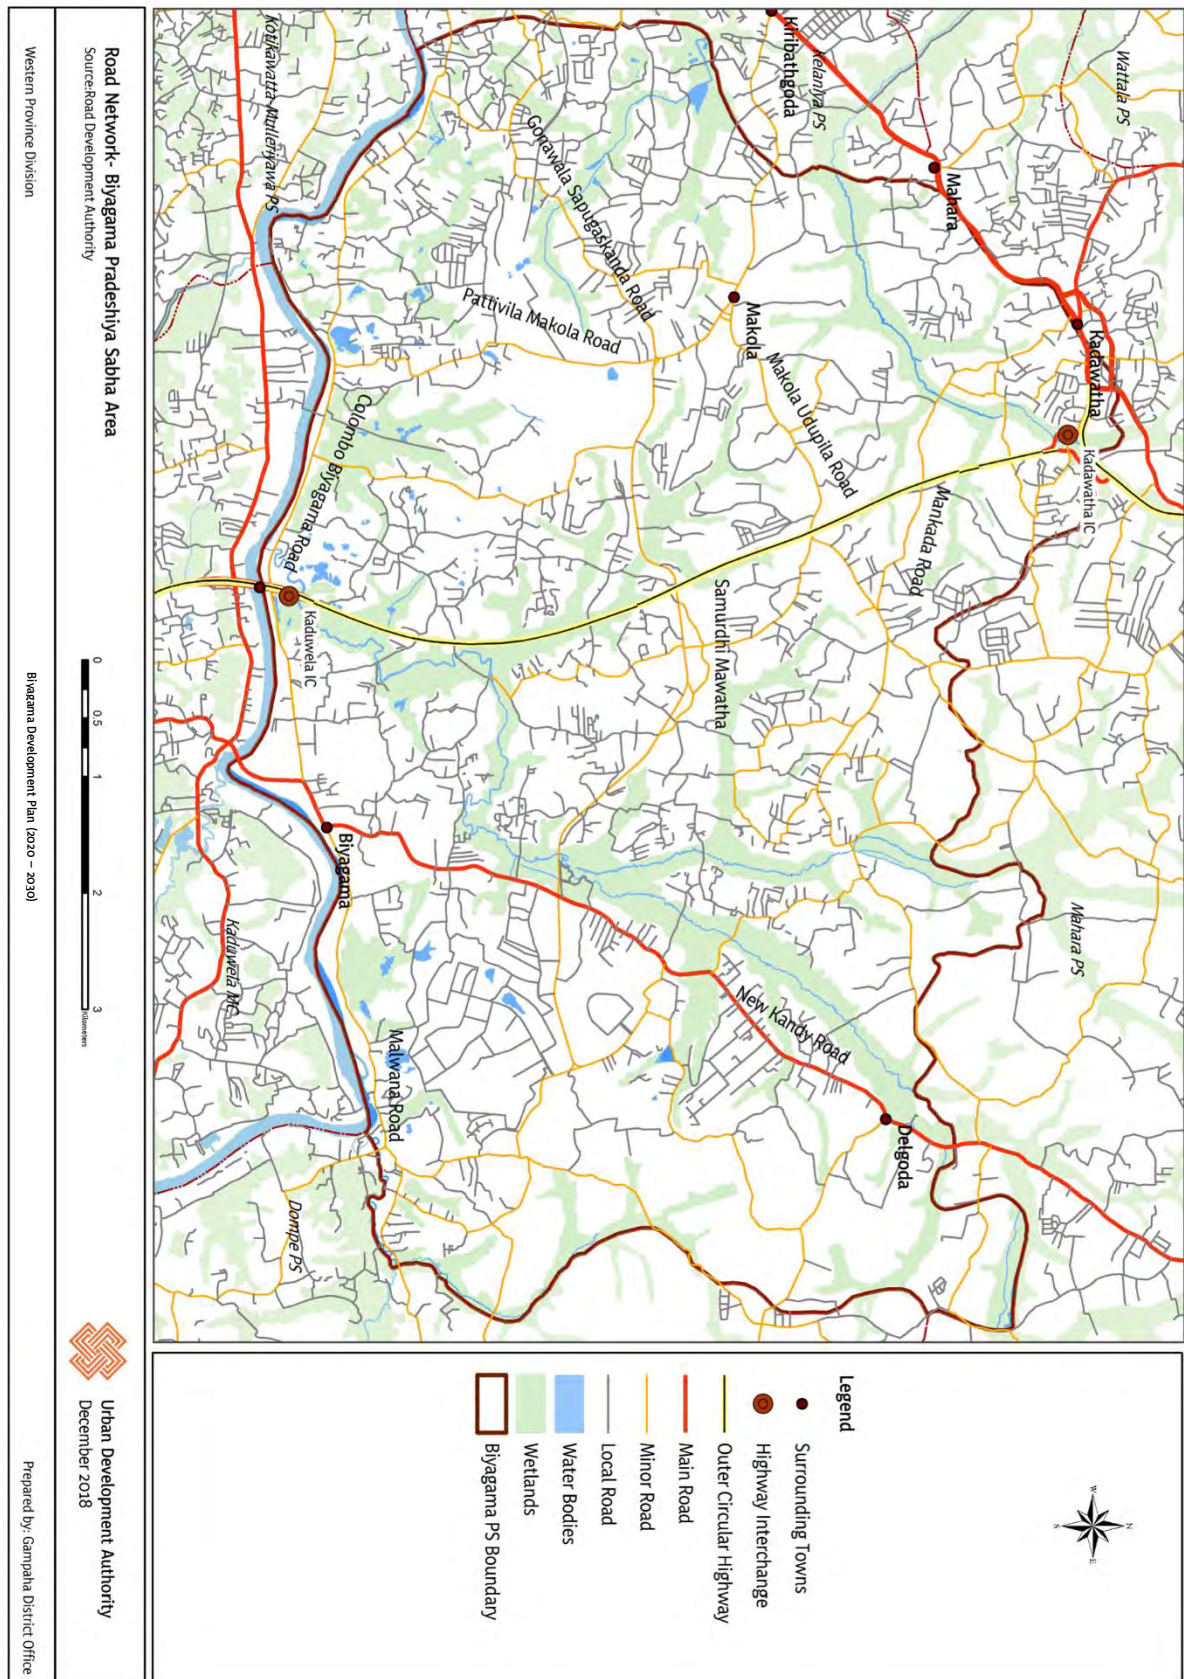 Wattala PS
Kelaniya PS
Kiribathgoda
Mahara
Kadawatha
Kadawatha IC
Kotikawatta Mulleriyawa PS
Gonawala Sapugaskanda Road
Makola
Pattivila Makola Road
Makola Udupila Road
Mankada Road
Colombo Biyagama Road
Samurdhi Mawatha
Kaduwela IC
Biyagama
Mahara PS
Kaduwela MC
New Kandy Road
Malwana Road
Delgoda
Dompe PS
N
W
E
S
Legend
Surrounding Towns
Highway Interchange
Outer Circular Highway
Main Road
Minor Road
Local Road
Water Bodies
Wetlands
Biyagama PS Boundary
Road Network- Biyagama Pradeshiya Sabha Area
Source:Road Development Authority
0 0.5 1 2 3
Kilometers
Urban Development Authority
December 2018
Western Province Division
Biyagama Development Plan (2020 – 2030)
Prepared by: Gampaha District Office